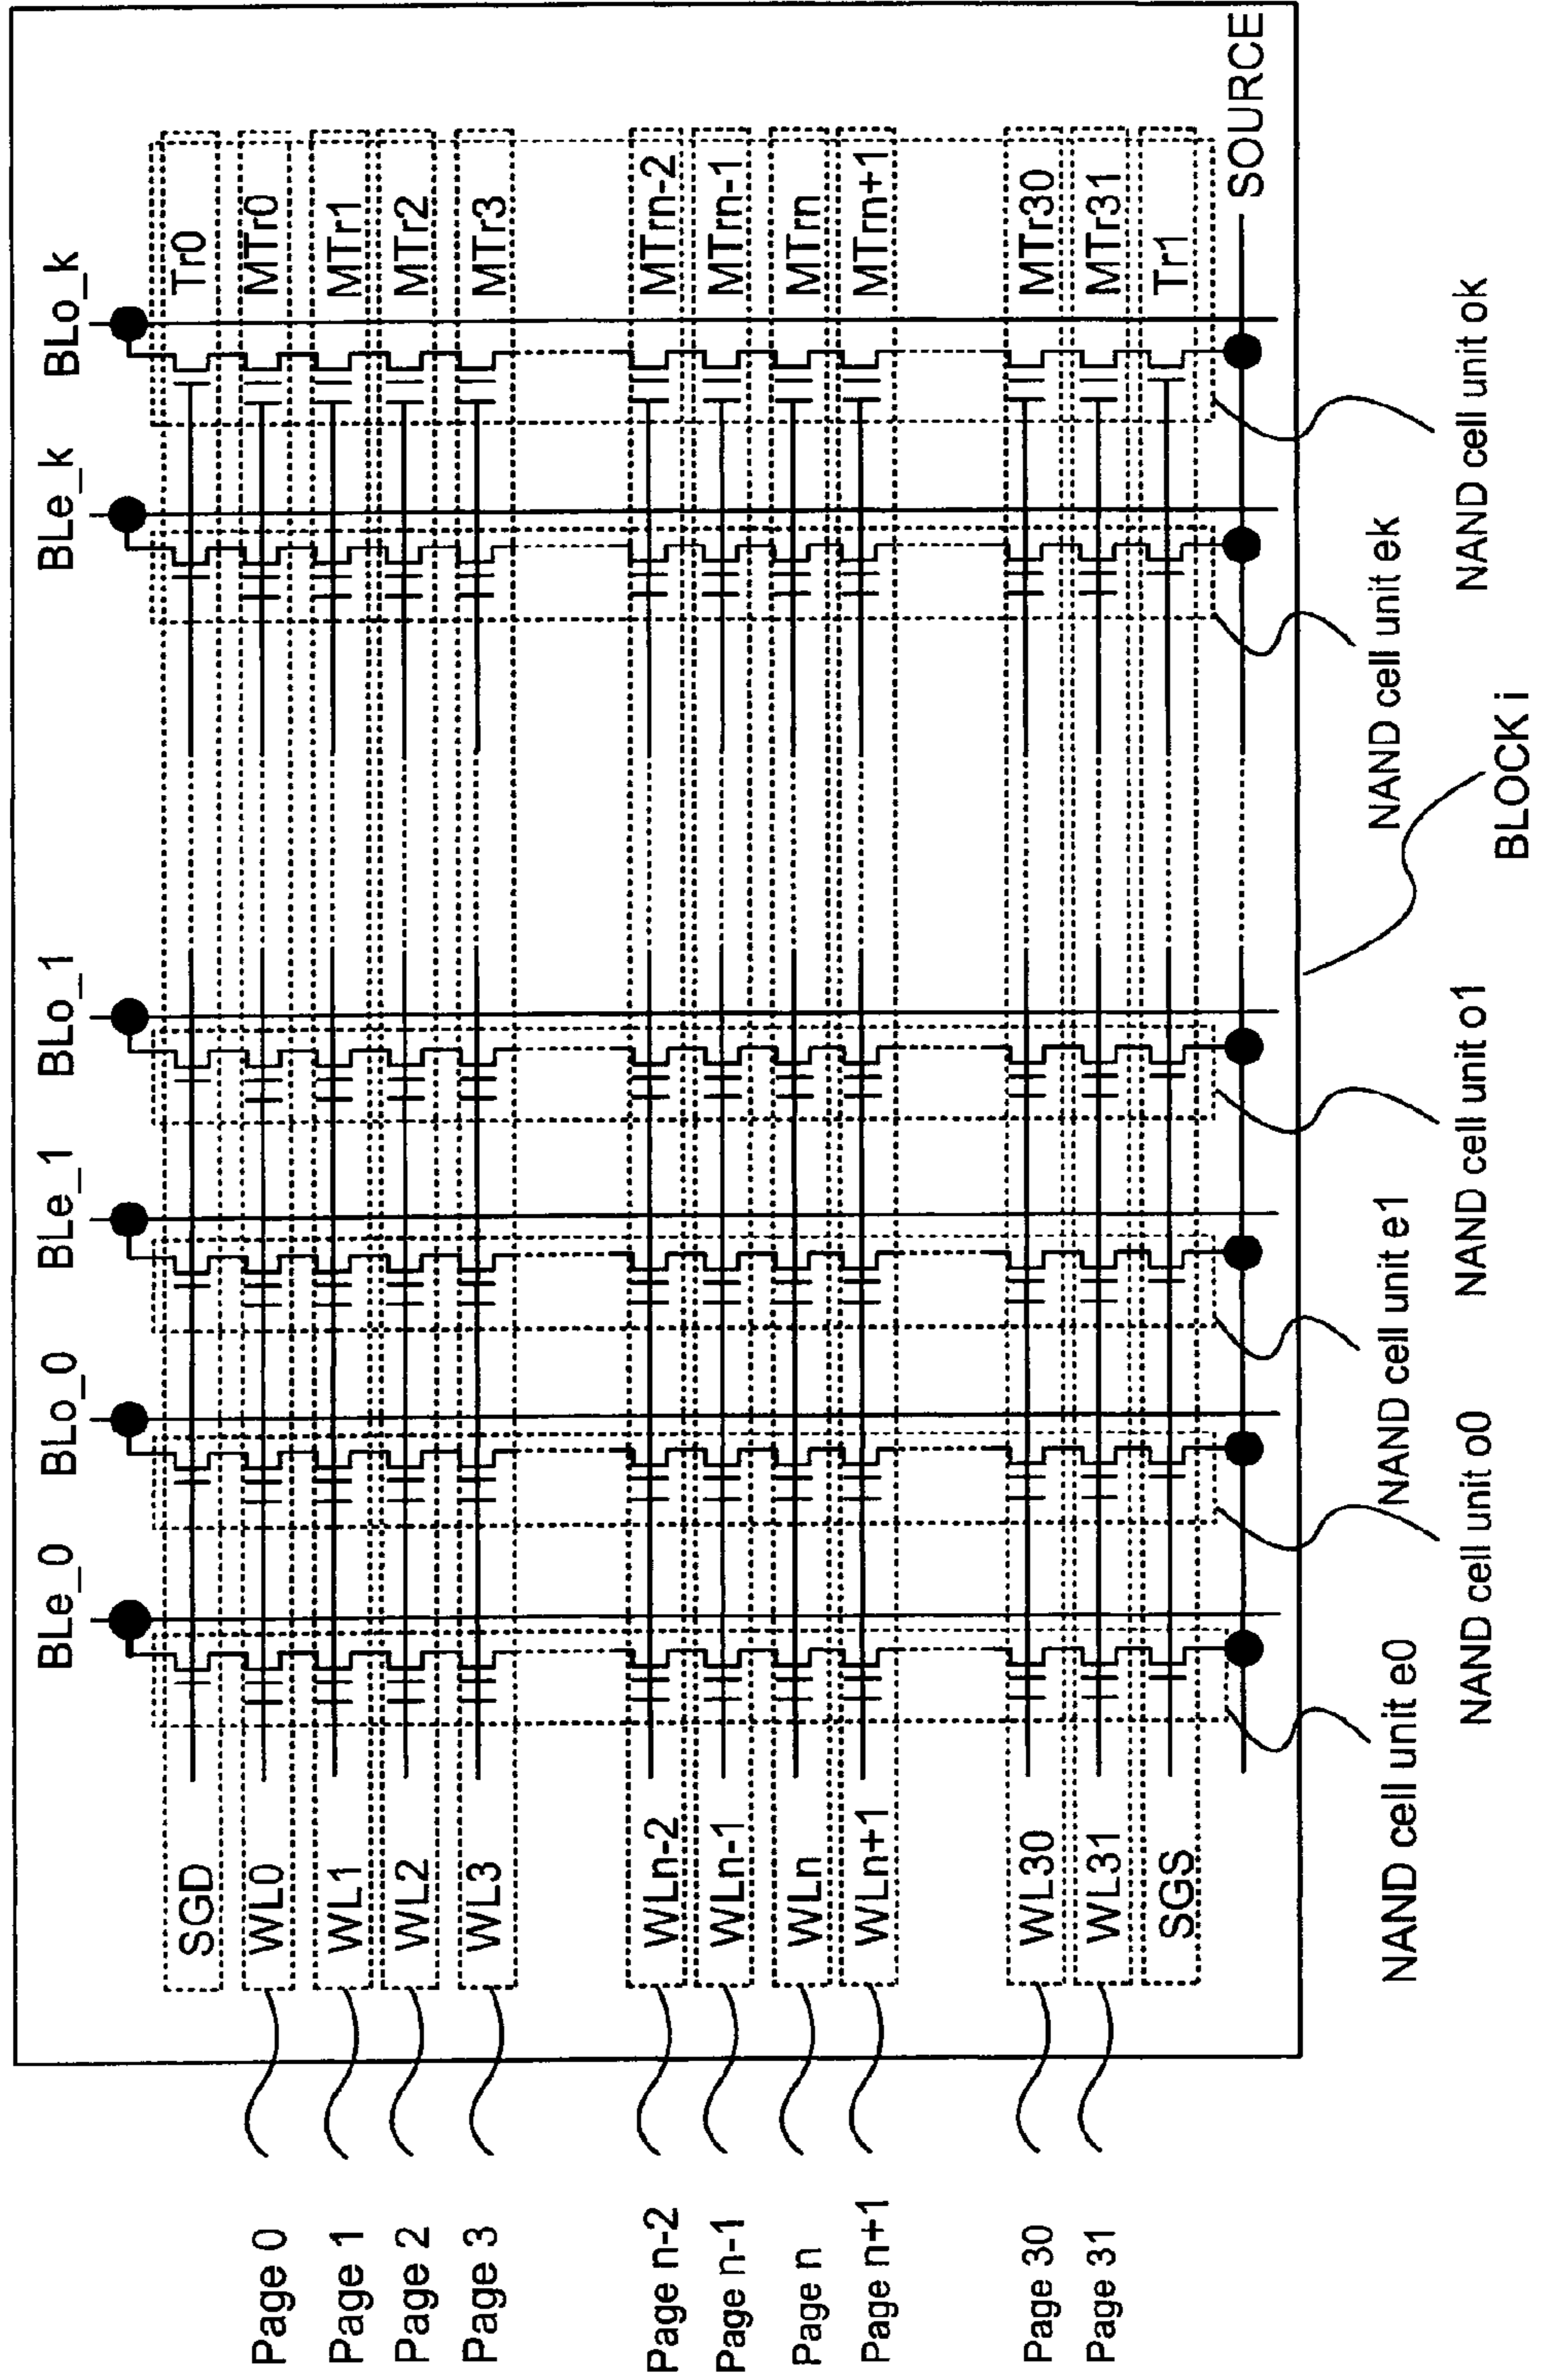 BLe_0
BLo_0
BLe_1
BLo_1
BLe_k
BLo_k
SGD
Tr0
Page 0
WL0
MTr0
Page 1
WL1
MTr1
Page 2
WL2
MTr2
Page 3
WL3
MTr3
Page n-2
WLn-2
MTrn-2
Page n-1
WLn-1
MTrn-1
Page n
WLn
MTrn
Page n+1
WLn+1
MTrn+1
Page 30
WL30
MTr30
Page 31
WL31
MTr31
SGS
Tr1
SOURCE
NAND cell unit e0
NAND cell unit o0
NAND cell unit e1
NAND cell unit o1
BLOCK i
NAND cell unit ek
NAND cell unit ok